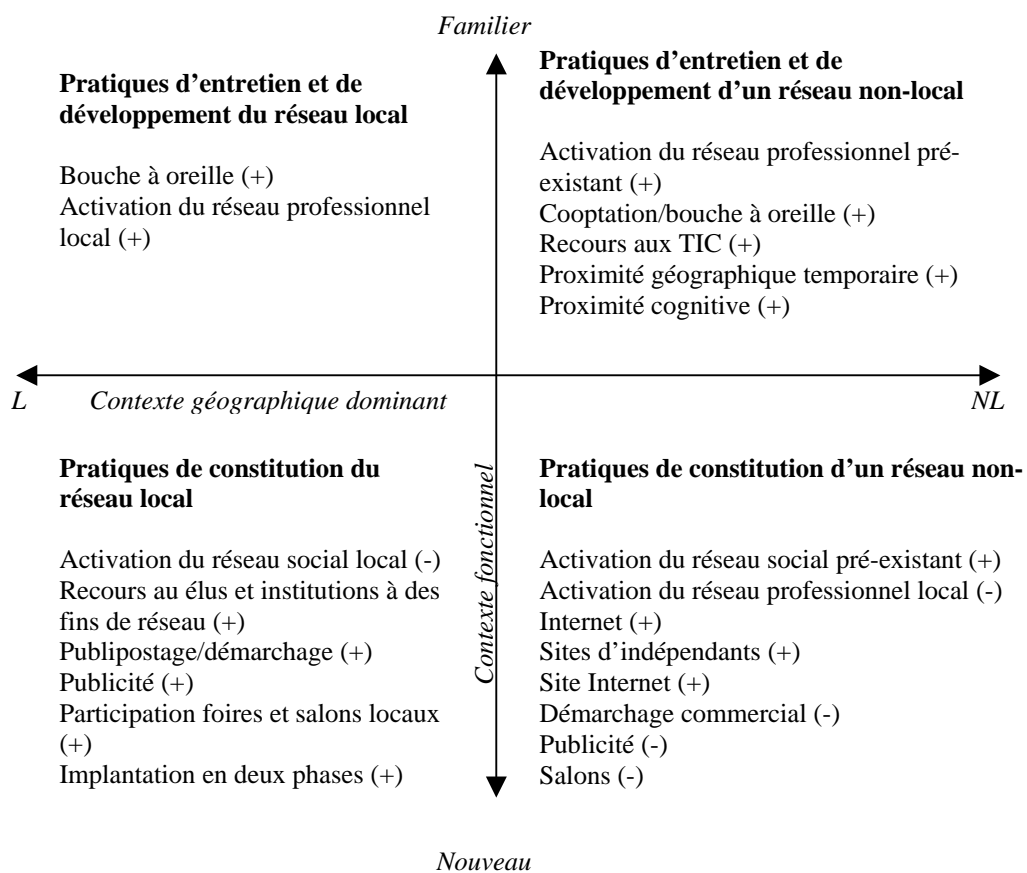 Familier
Pratiques d'entretien et de
développement du réseau local
Bouche à oreille (+)
Activation du réseau professionnel
local (+)
Pratiques d'entretien et de
développement d'un réseau non-local
Activation du réseau professionnel pré-
existant (+)
Cooptation/bouche à oreille (+)
Recours aux TIC (+)
Proximité géographique temporaire (+)
Proximité cognitive (+)
L
Contexte géographique dominant
NL
Pratiques de constitution du
réseau local
Activation du réseau social local (-)
Recours au élus et institutions à des
fins de réseau (+)
Publipostage/démarchage (+)
Publicité (+)
Participation foires et salons locaux
(+)
Implantation en deux phases (+)
Contexte fonctionnel
Pratiques de constitution d'un réseau non-
local
Activation du réseau social pré-existant (+)
Activation du réseau professionnel local (-)
Internet (+)
Sites d'indépendants (+)
Site Internet (+)
Démarchage commercial (-)
Publicité (-)
Salons (-)
Nouveau